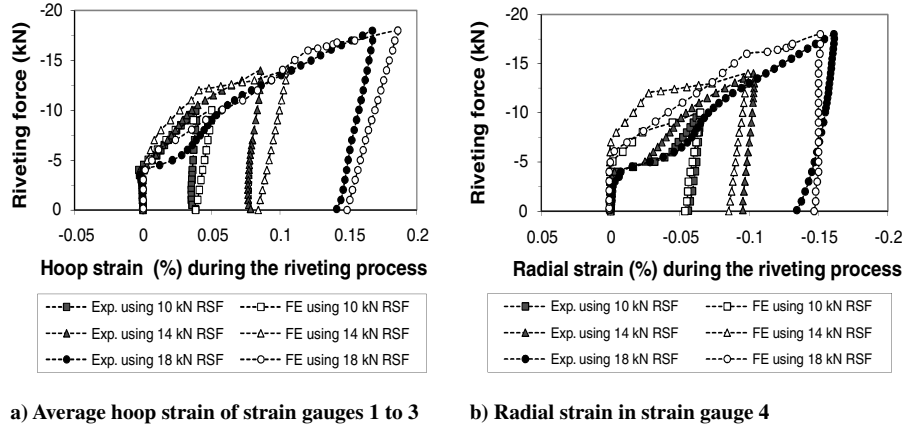 Riveting force (kN)
-20
-15
-10
-5
0
-0.05 0 0.05 0.1 0.15 0.2
Hoop strain (%) during the riveting process
Exp. using 10 kN RSF FE using 10 kN RSF
Exp. using 14 kN RSF FE using 14 kN RSF
Exp. using 18 kN RSF FE using 18 kN RSF
a) Average hoop strain of strain gauges 1 to 3
Riveting force (kN)
-20
-15
-10
-5
0
0.05 0 -0.05 -0.1 -0.15 -0.2
Radial strain (%) during the riveting process
Exp. using 10 kN RSF FE using 10 kN RSF
Exp. using 14 kN RSF FE using 14 kN RSF
Exp. using 18 kN RSF FE using 18 kN RSF
b) Radial strain in strain gauge 4